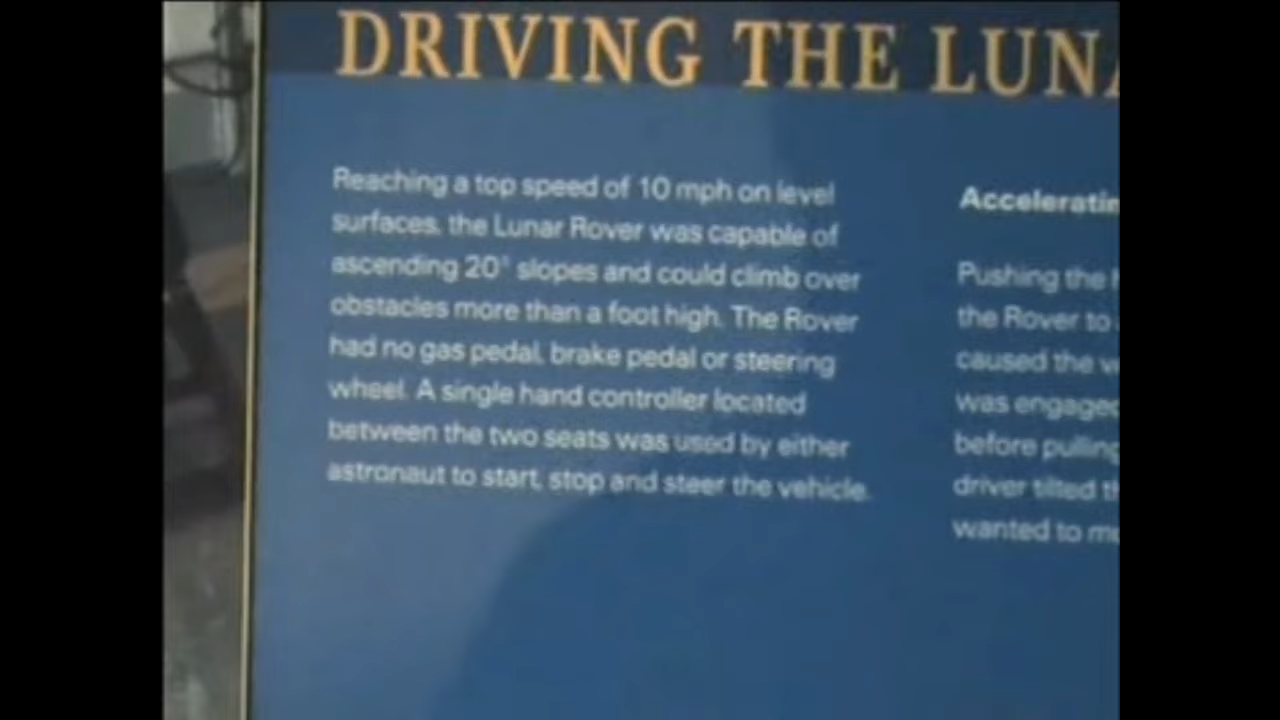 DRIVING THE LUNA
Reaching a top speed of 10 mph on level
surfaces, the Lunar Rover was capable of
ascending 20° slopes and could climb over
obstacles more than a foot high. The Rover
had no gas pedal, brake pedal or steering
wheel. A single hand controller located
between the two seats was used by either
astronaut to start, stop and steer the vehicle.
Acceleratin
Pushing the
the Rover to
caused the
was engaged
before pulling
driver tilted
wanted to